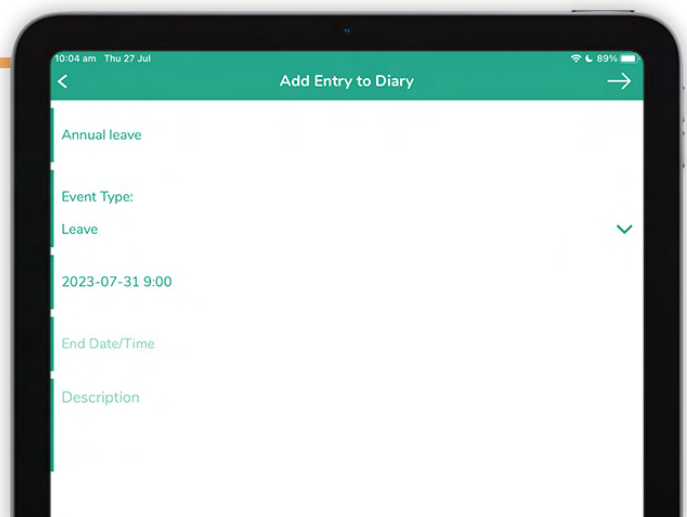 10:04 am Thu 27 Jul
89%
Add Entry to Diary
Annual leave
Event Type:
Leave
2023-07-31 9:00
End Date/Time
Description